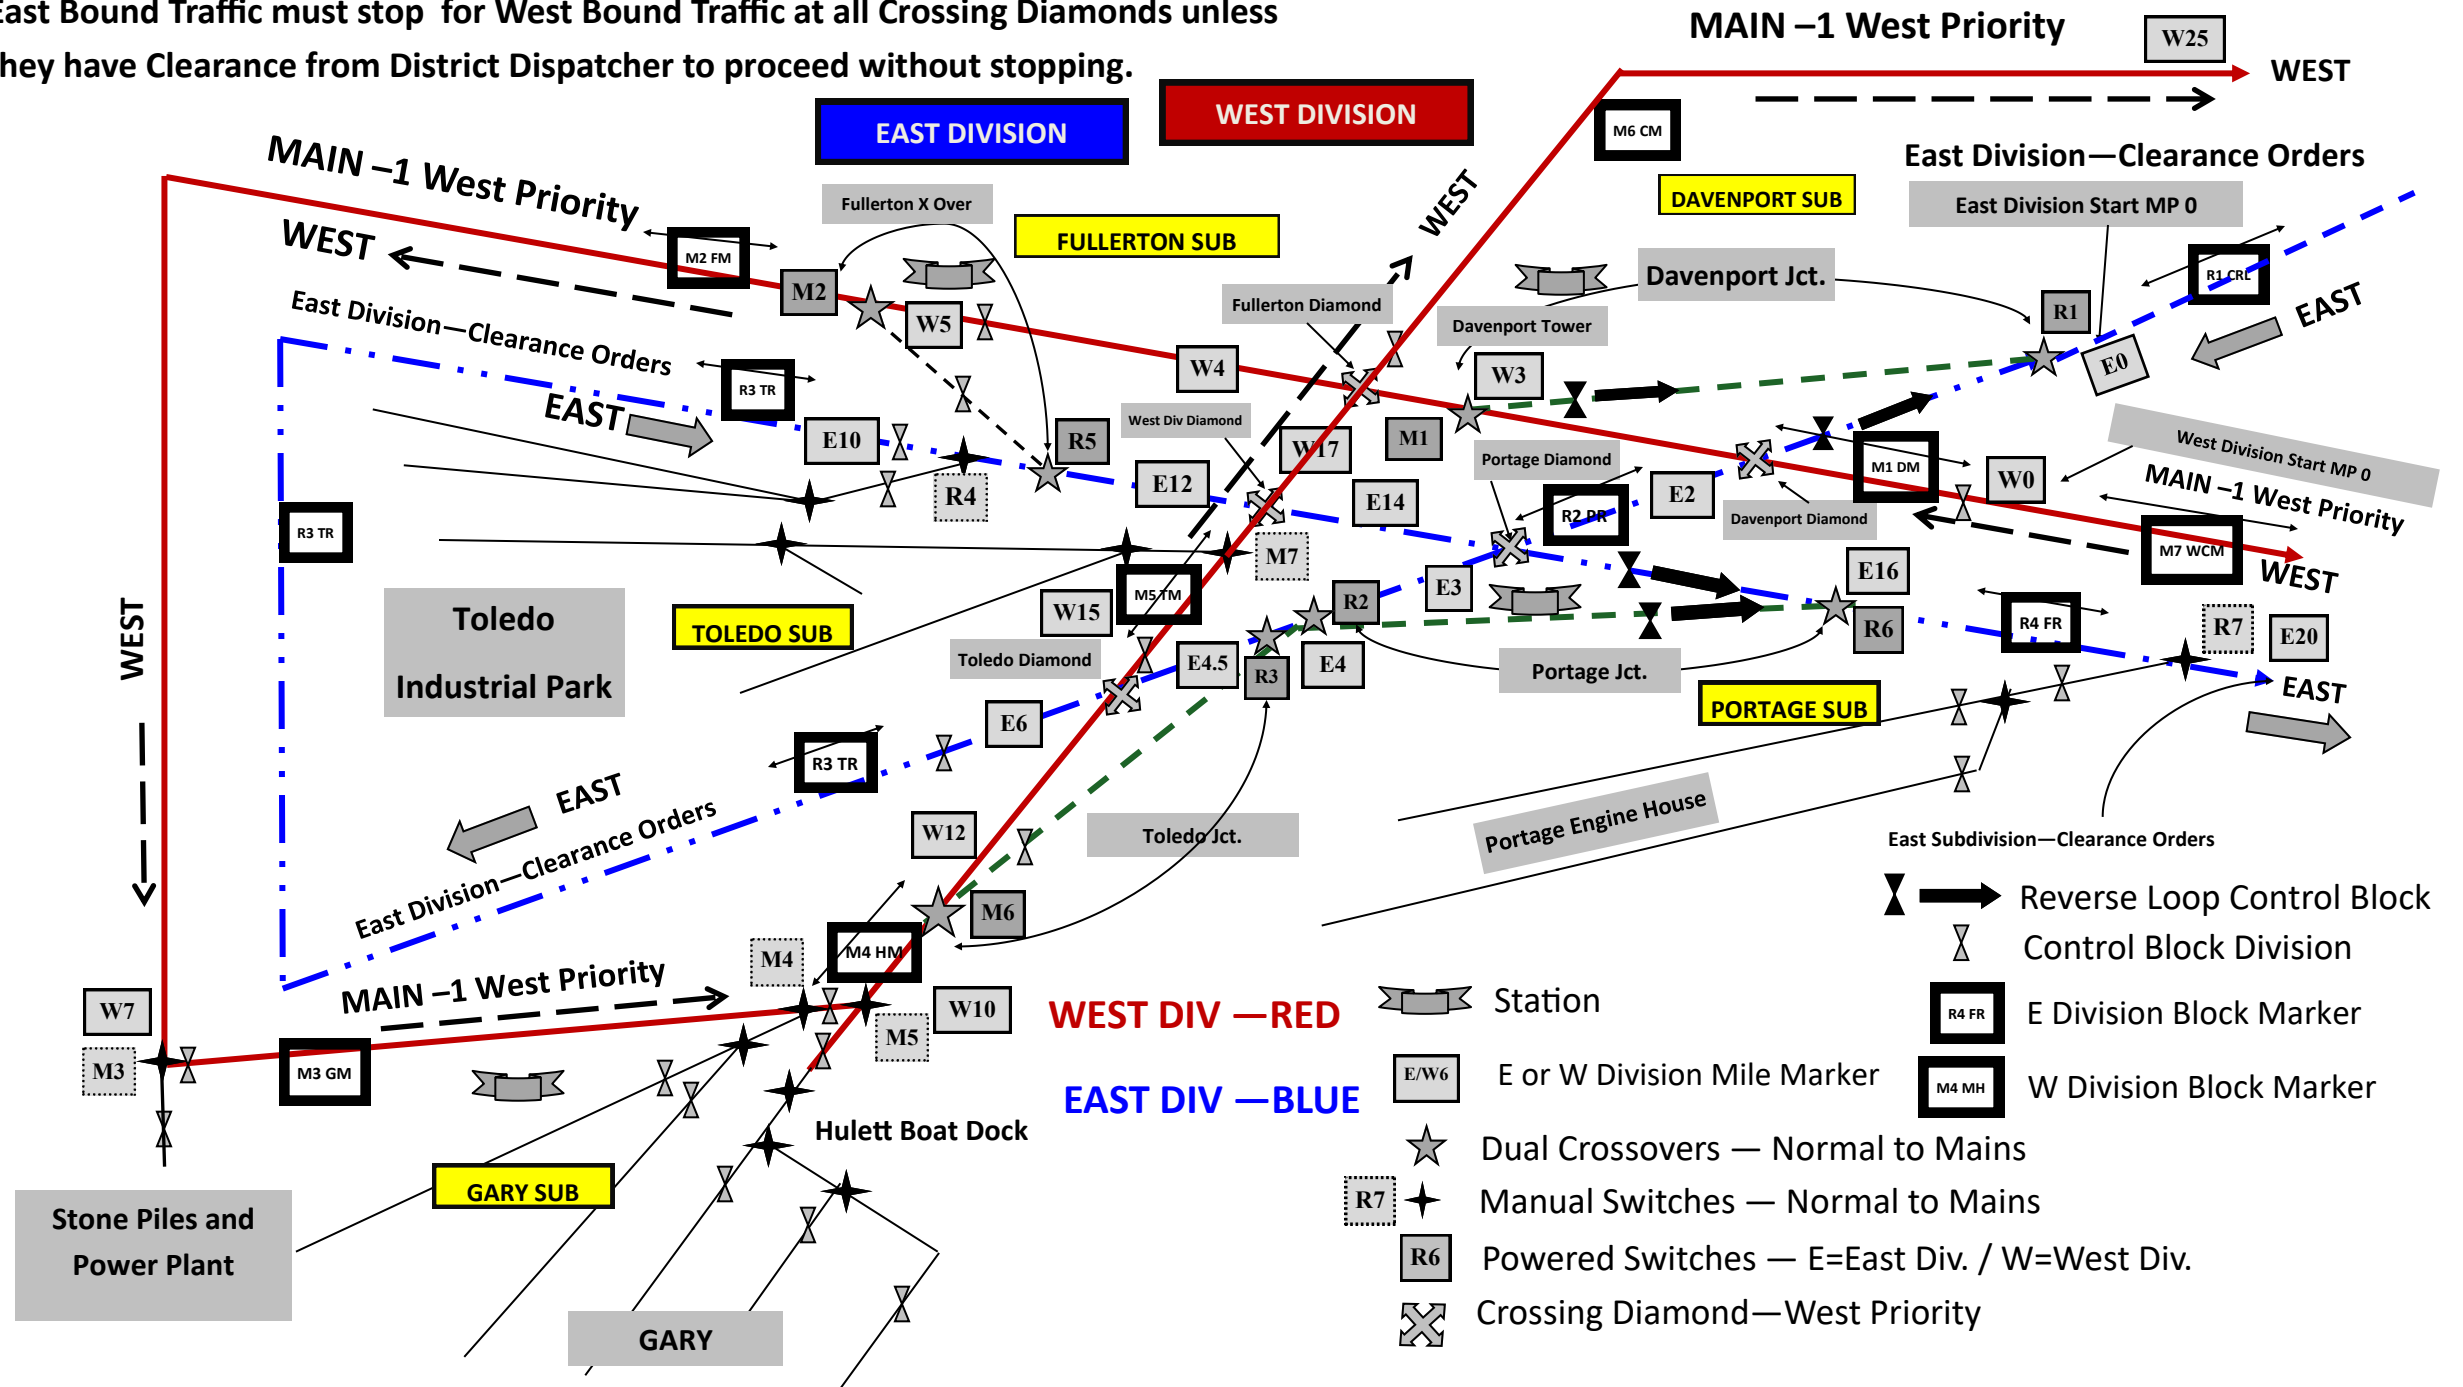 East Bound Traffic must stop for West Bound Traffic at all Crossing Diamonds unless
they have Clearance from District Dispatcher to proceed without stopping.
MAIN –1 West Priority
W25
WEST
EAST DIVISION
WEST DIVISION
M6 CM
East Division—Clearance Orders
MAIN –1 West Priority
WEST
M2 FM
Fullerton X Over
FULLERTON SUB
WEST
DAVENPORT SUB
East Division Start MP 0
R1 CRL
EAST
M2
W5
East Division—Clearance Orders
Fullerton Diamond
Davenport Jct.
Davenport Tower
R1
E0
W4
W3
R3 TR
EAST
E10
R5
West Div Diamond
W17
M1
Portage Diamond
M1 DM
W0
West Division Start MP 0
MAIN –1 West Priority
R4
E12
E14
R2 PR
E2
Davenport Diamond
M7 WCM
WEST
R3 TR
M7
M5 TM
W15
R2
E3
E16
R6
R4 FR
R7
E20
EAST
Toledo
Industrial Park
TOLEDO SUB
Toledo Diamond
E4.5
R3
E4
Portage Jct.
PORTAGE SUB
WEST
E6
R3 TR
EAST
East Division—Clearance Orders
W12
Toledo Jct.
Portage Engine House
East Subdivision—Clearance Orders
M6
M4 HM
M4
MAIN –1 West Priority
W7
M3
M3 GM
M5
W10
WEST DIV —RED
EAST DIV —BLUE
Hulett Boat Dock
GARY SUB
Stone Piles and
Power Plant
GARY
Reverse Loop Control Block
Control Block Division
Station
R4 FR
E Division Block Marker
E/W6
E or W Division Mile Marker
M4 MH
W Division Block Marker
Dual Crossovers — Normal to Mains
R7
Manual Switches — Normal to Mains
R6
Powered Switches — E=East Div. / W=West Div.
Crossing Diamond—West Priority